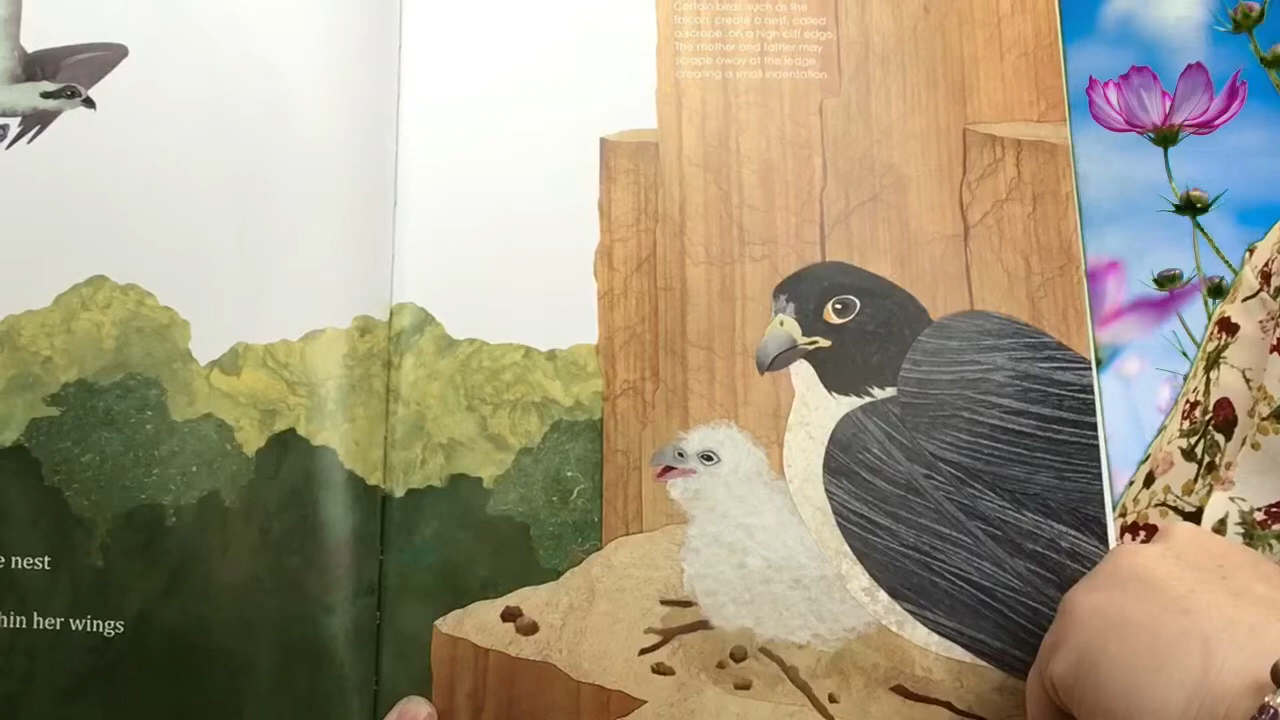 Certain birds, such as the
falcon, create a nest, called
a scrape, on a high cliff edge.
The mother and father may
scrape away at the ledge,
creating a small indentation.
e nest
hin her wings